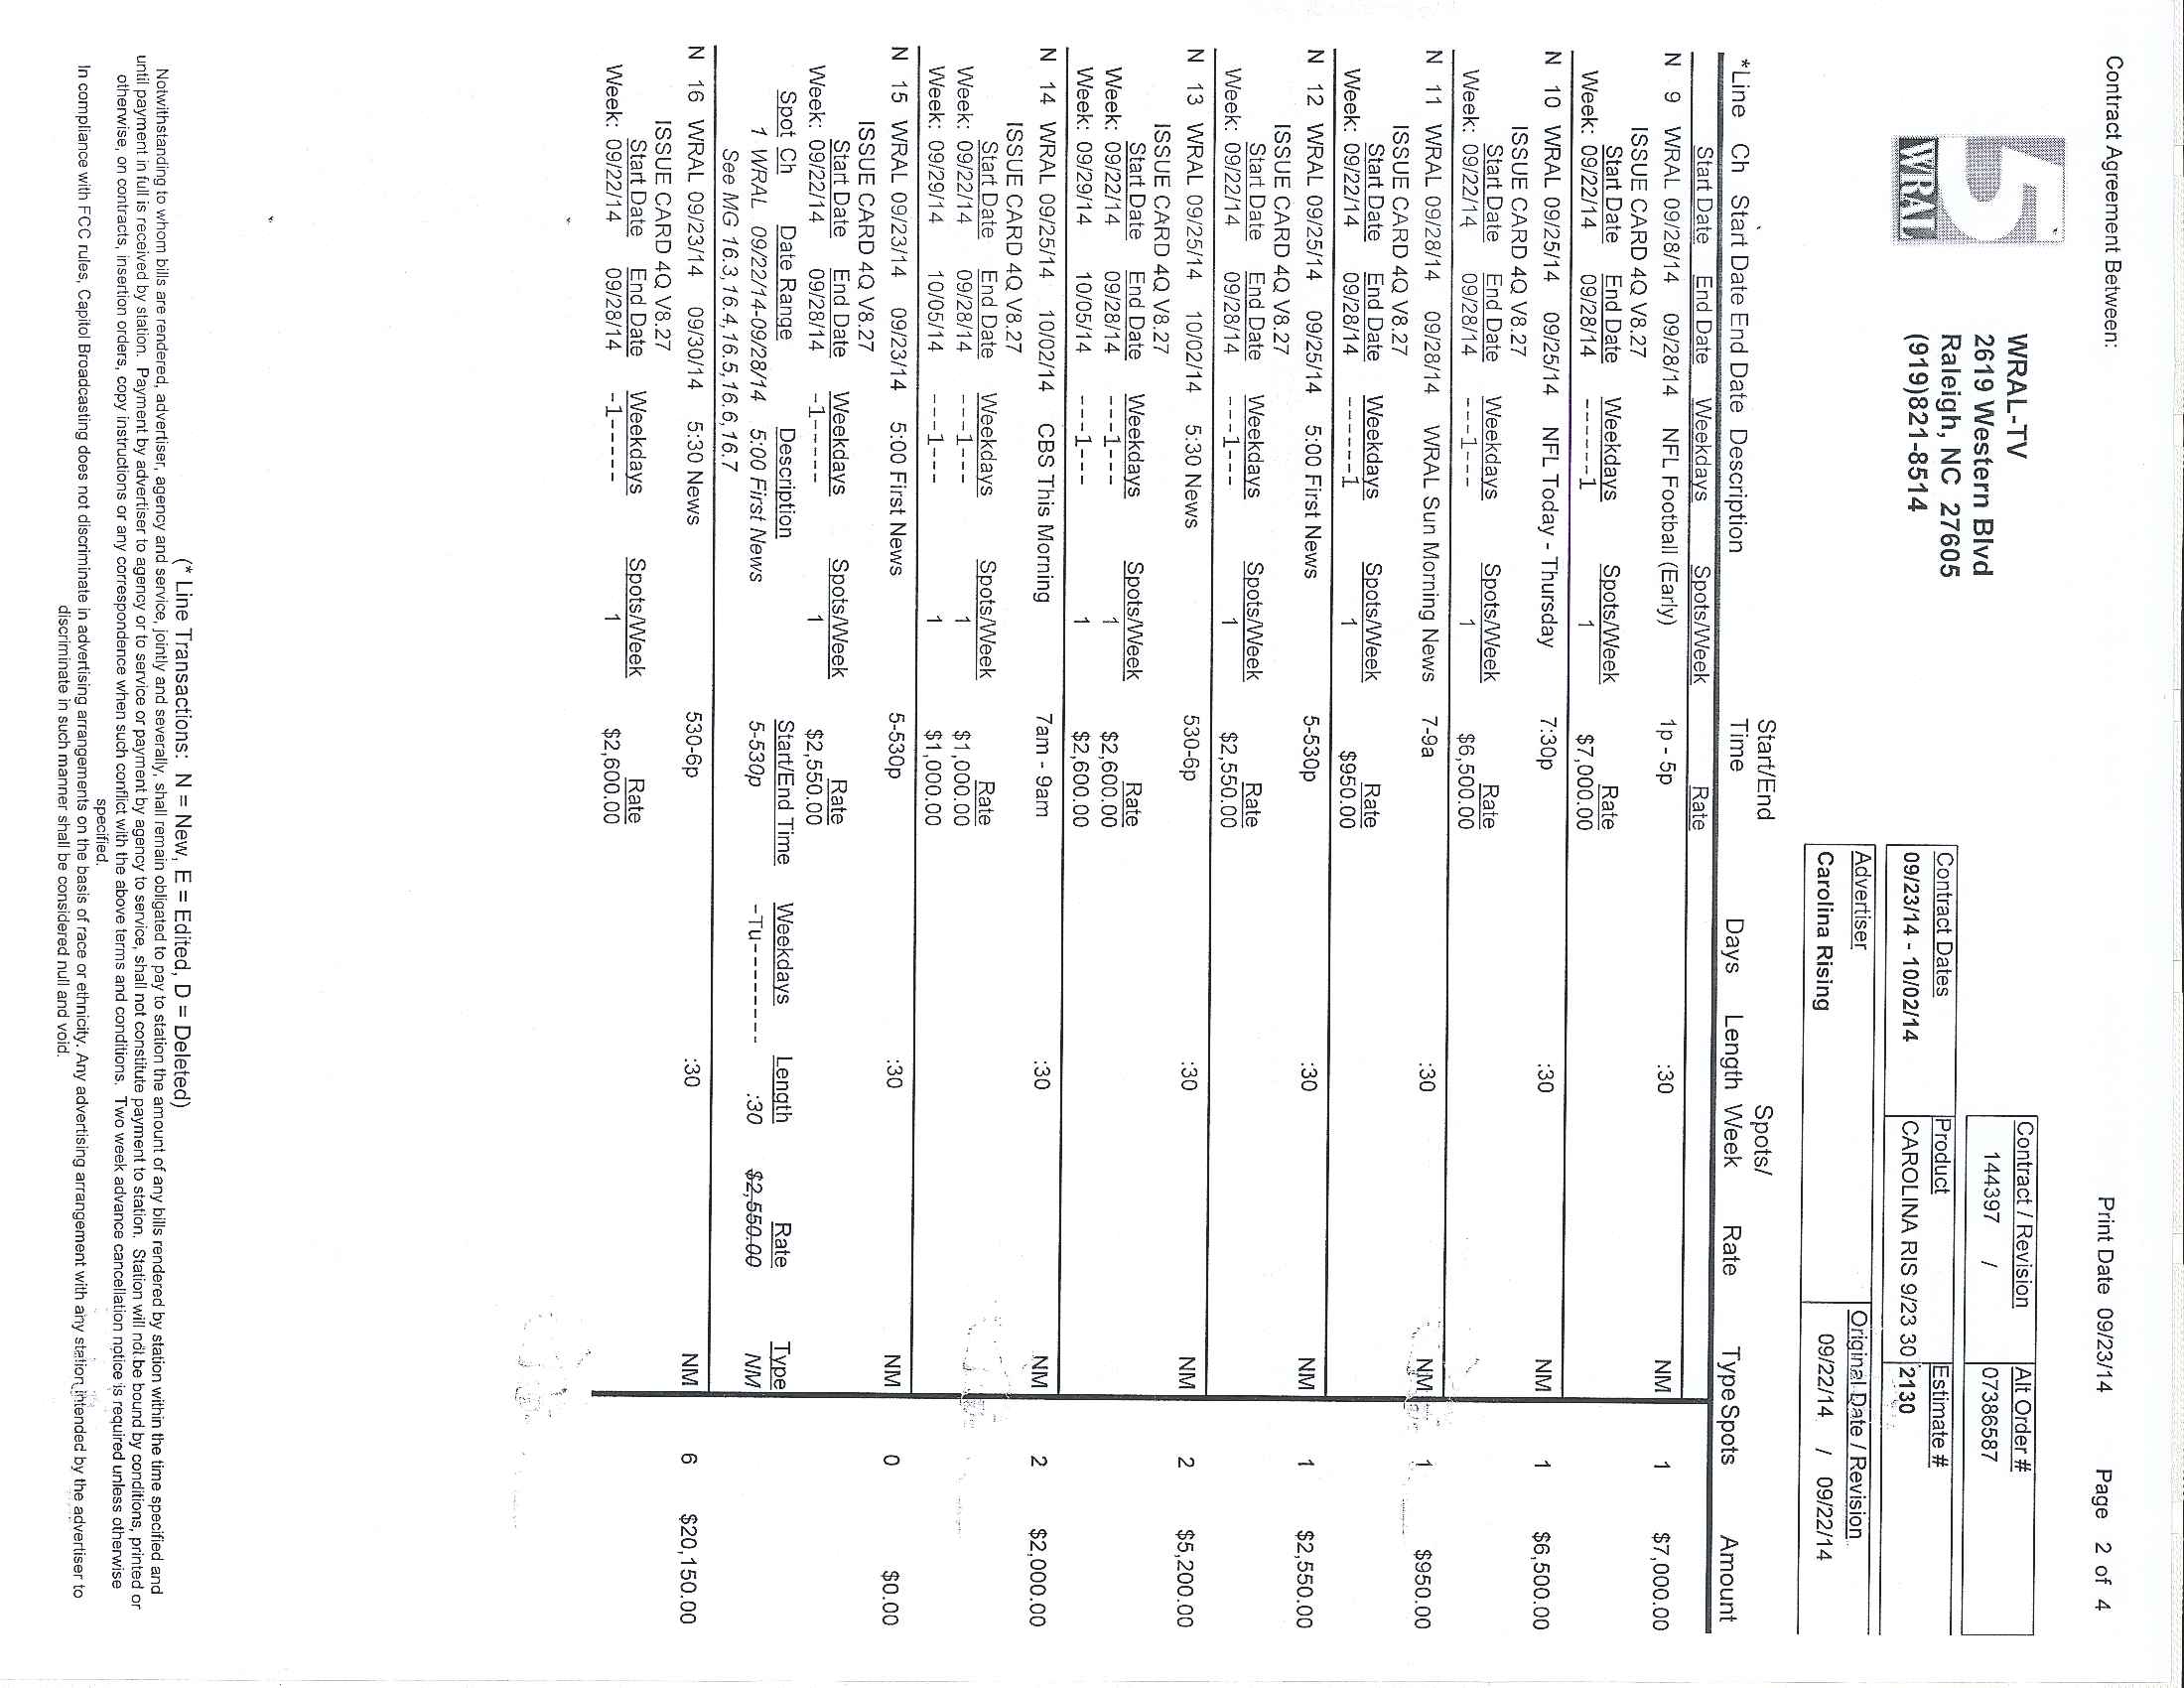 Contract Agreement Between:
Print Date 09/23/14 Page 2 of 4
5
WRAL
WRAL-TV
2619 Western Blvd
Raleigh, NC 27605
(919)821-8514
Contract / Revision Alt Order #
144397 / 07386587
Contract Dates Product Estimate #
09/23/14 - 10/02/14 CAROLINA RIS 9/23 30 2130
Advertiser Original Date / Revision
Carolina Rising 09/22/14 / 09/22/14
Start/End Spots/
*Line Ch Start Date End Date Description Time Days Length Week Rate Type Spots Amount
Start Date End Date Weekdays Spots/Week Rate
N 9 WRAL 09/28/14 09/28/14 NFL Football (Early) 1p - 5p :30 NM 1 $7,000.00
ISSUE CARD 4Q V8.27
Start Date End Date Weekdays Spots/Week Rate
Week: 09/22/14 09/28/14 ------1 1 $7,000.00
N 10 WRAL 09/25/14 09/25/14 NFL Today - Thursday 7:30p :30 NM 1 $6,500.00
ISSUE CARD 4Q V8.27
Start Date End Date Weekdays Spots/Week Rate
Week: 09/22/14 09/28/14 ---1--- 1 $6,500.00
N 11 WRAL 09/28/14 09/28/14 WRAL Sun Morning News 7-9a :30 NM 1 $950.00
ISSUE CARD 4Q V8.27
Start Date End Date Weekdays Spots/Week Rate
Week: 09/22/14 09/28/14 ------1 1 $950.00
N 12 WRAL 09/25/14 09/25/14 5:00 First News 5-530p :30 NM 1 $2,550.00
ISSUE CARD 4Q V8.27
Start Date End Date Weekdays Spots/Week Rate
Week: 09/22/14 09/28/14 ---1--- 1 $2,550.00
N 13 WRAL 09/25/14 10/02/14 5:30 News 530-6p :30 NM 2 $5,200.00
ISSUE CARD 4Q V8.27
Start Date End Date Weekdays Spots/Week Rate
Week: 09/22/14 09/28/14 ---1--- 1 $2,600.00
Week: 09/29/14 10/05/14 ---1--- 1 $2,600.00
N 14 WRAL 09/25/14 10/02/14 CBS This Morning 7am - 9am :30 NM 2 $2,000.00
ISSUE CARD 4Q V8.27
Start Date End Date Weekdays Spots/Week Rate
Week: 09/22/14 09/28/14 ---1--- 1 $1,000.00
Week: 09/29/14 10/05/14 ---1--- 1 $1,000.00
N 15 WRAL 09/23/14 09/23/14 5:00 First News 5-530p :30 NM 0 $0.00
ISSUE CARD 4Q V8.27
Start Date End Date Weekdays Spots/Week Rate
Week: 09/22/14 09/28/14 -1----- 1 $2,550.00
Spot Ch Date Range Description Start/End Time Weekdays Length Rate Type
1 WRAL 09/22/14-09/28/14 5:00 First News 5-530p -Tu-------- :30 $2,550.00 NM
See MG 16.3,16.4,16.5,16.6,16.7
N 16 WRAL 09/23/14 09/30/14 5:30 News 530-6p :30 NM 6 $20,150.00
ISSUE CARD 4Q V8.27
Start Date End Date Weekdays Spots/Week Rate
Week: 09/22/14 09/28/14 -1----- 1 $2,600.00
(* Line Transactions: N = New, E = Edited, D = Deleted)
Notwithstanding to whom bills are rendered, advertiser, agency and service, jointly and severally, shall remain obligated to pay to station the amount of any bills rendered by station within the time specified and
until payment in full is received by station. Payment by advertiser to agency or to service or payment by agency to service, shall not constitute payment to station. Station will not be bound by conditions, printed or
otherwise, on contracts, insertion orders, copy instructions or any correspondence when such conflict with the above terms and conditions. Two week advance cancellation notice is required unless otherwise
specified.
In compliance with FCC rules, Capitol Broadcasting does not discriminate in advertising arrangements on the basis of race or ethnicity. Any advertising arrangement with any station intended by the advertiser to
discriminate in such manner shall be considered null and void.